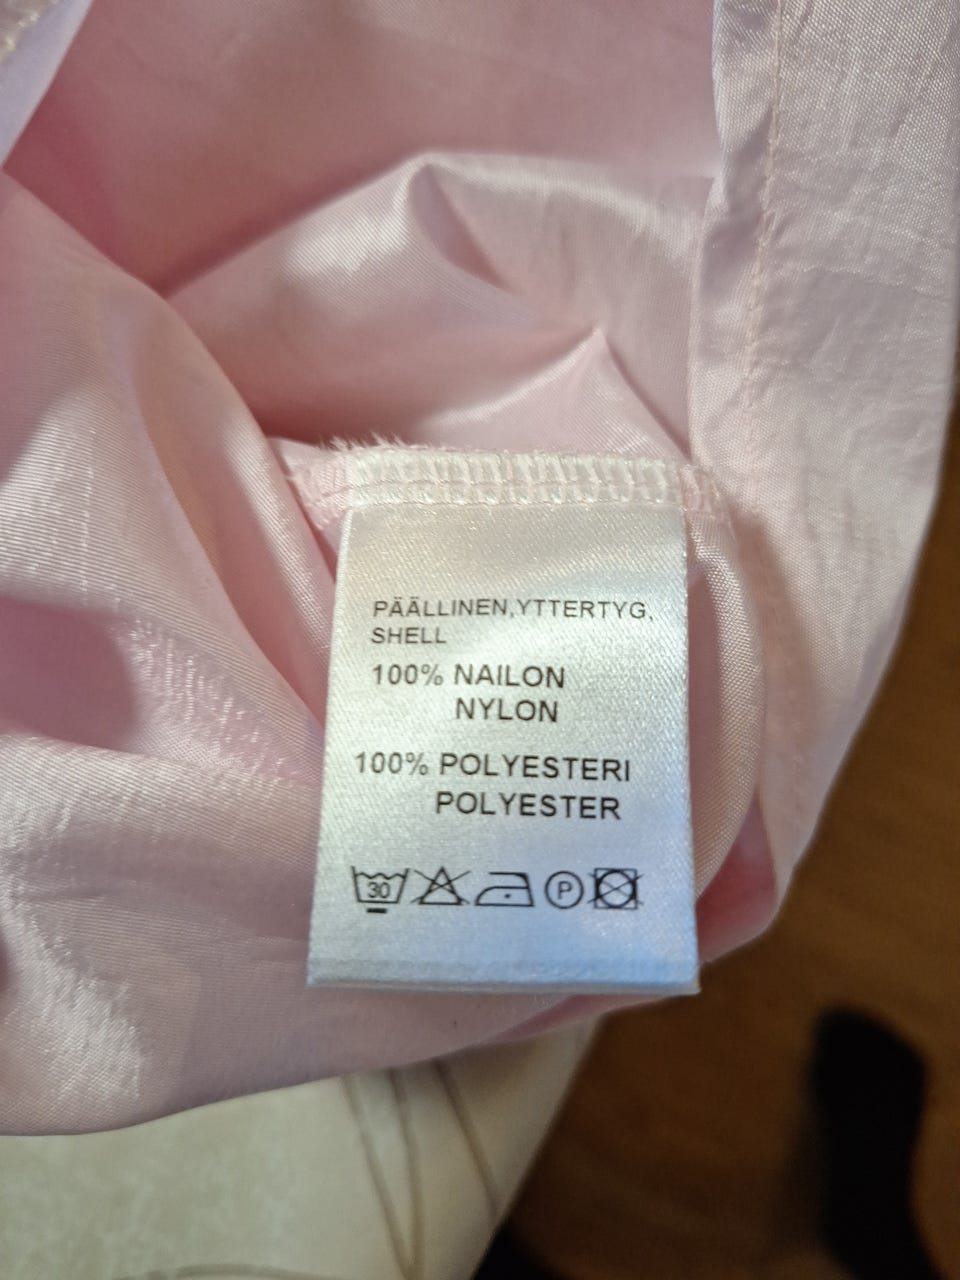 PÄÄLLINEN,YTTERTYG,
SHELL
100% NAILON
NYLON
100% POLYESTERI
POLYESTER
30 P